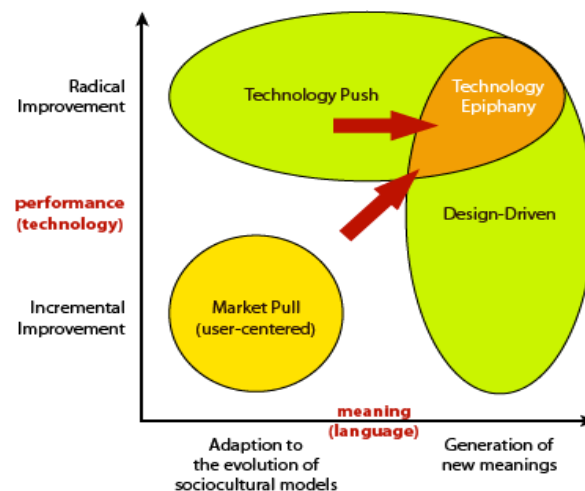 Radical
Improvement
Technology Push
Technology
Epiphany
performance
(technology)
Design-Driven
Incremental
Improvement
Market Pull
(user-centered)
meaning
(language)
Adaption to
the evolution of
sociocultural models
Generation of
new meanings